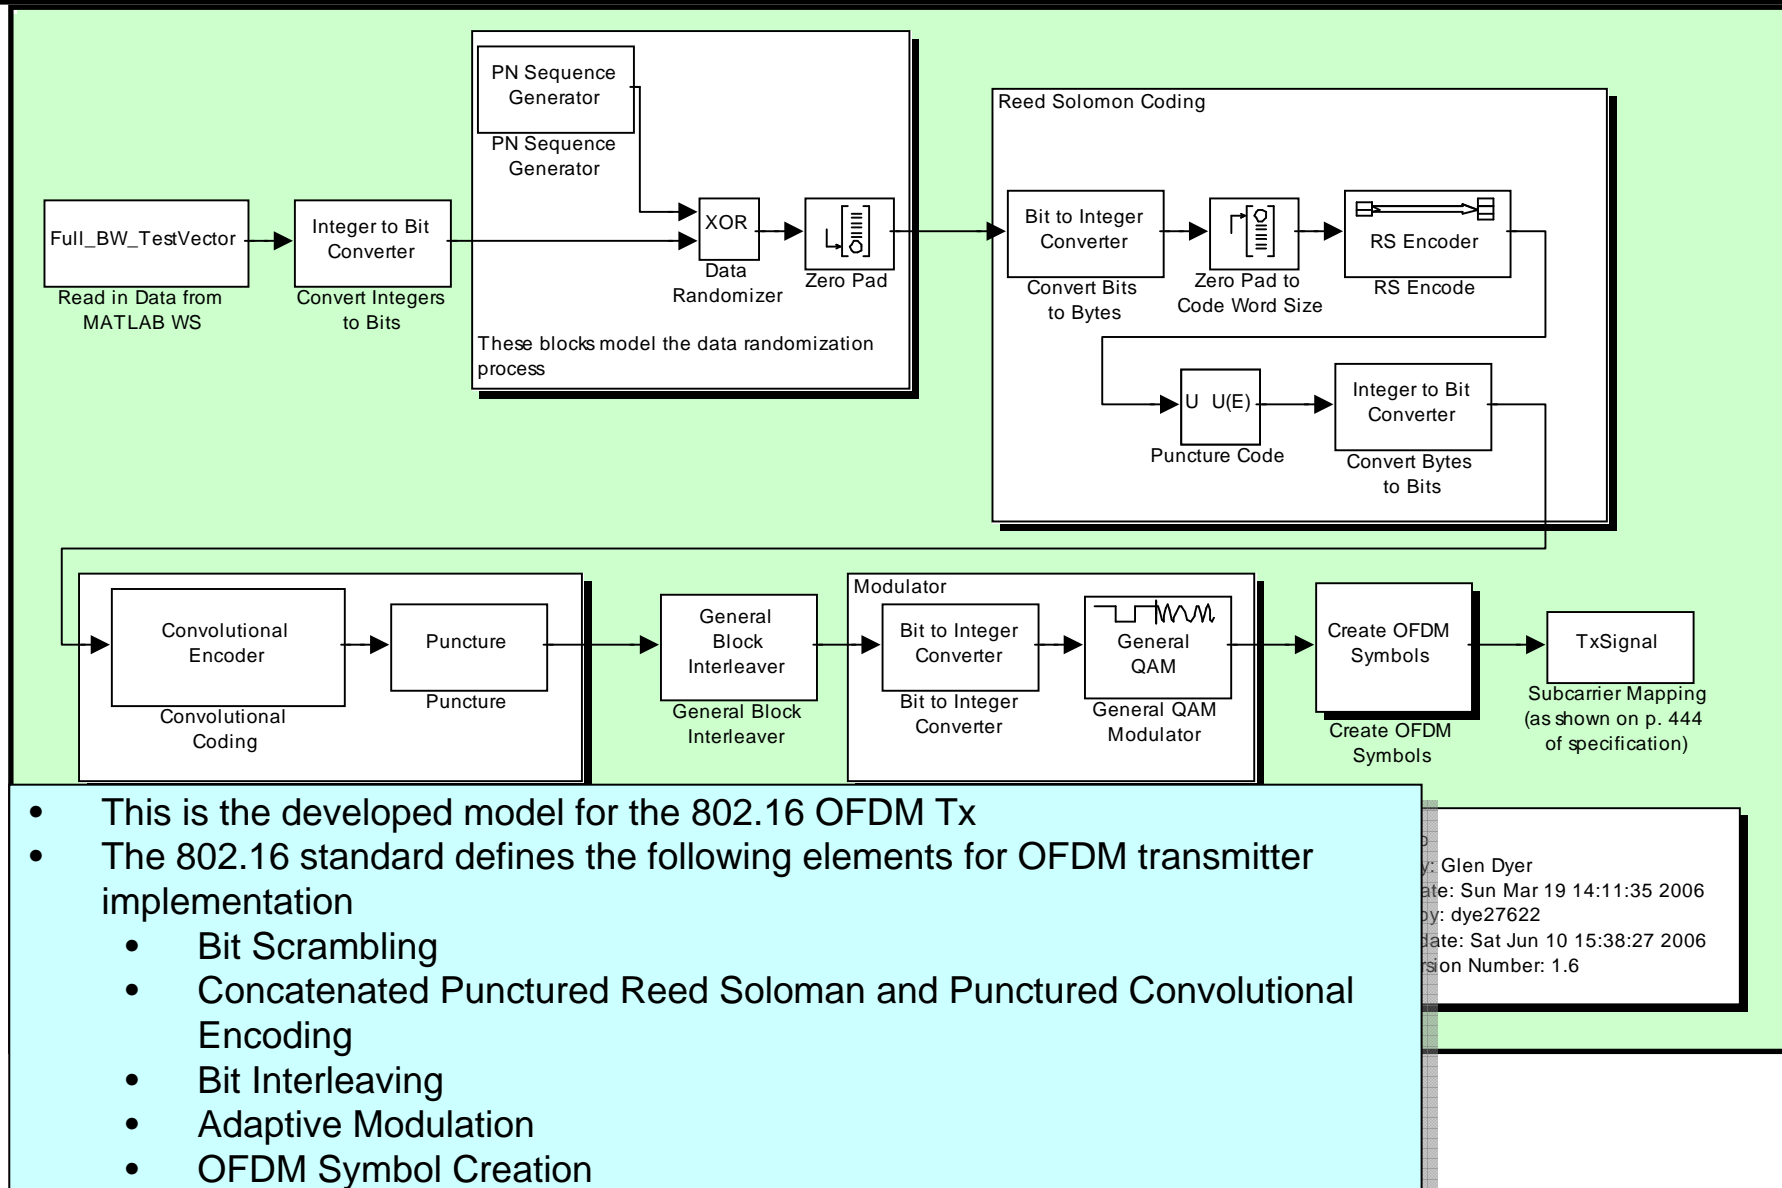 PN Sequence
Generator
PN Sequence
Generator
Full_BW_TestVector
Read in Data from
MATLAB WS
Integer to Bit
Converter
Convert Integers
to Bits
XOR
Data
Randomizer
Zero Pad
These blocks model the data randomization
process
Reed Solomon Coding
Bit to Integer
Converter
Convert Bits
to Bytes
Zero Pad to
Code Word Size
RS Encoder
RS Encode
U U(E)
Puncture Code
Integer to Bit
Converter
Convert Bytes
to Bits
Convolutional
Encoder
Convolutional
Coding
Puncture
Puncture
General
Block
Interleaver
General Block
Interleaver
Modulator
Bit to Integer
Converter
Bit to Integer
Converter
General
QAM
General QAM
Modulator
Create OFDM
Symbols
Create OFDM
Symbols
TxSignal
Subcarrier Mapping
(as shown on p. 444
of specification)
• This is the developed model for the 802.16 OFDM Tx
• The 802.16 standard defines the following elements for OFDM transmitter
implementation
• Bit Scrambling
• Concatenated Punctured Reed Soloman and Punctured Convolutional
Encoding
• Bit Interleaving
• Adaptive Modulation
• OFDM Symbol Creation
y: Glen Dyer
ate: Sun Mar 19 14:11:35 2006
by: dye27622
date: Sat Jun 10 15:38:27 2006
rsion Number: 1.6